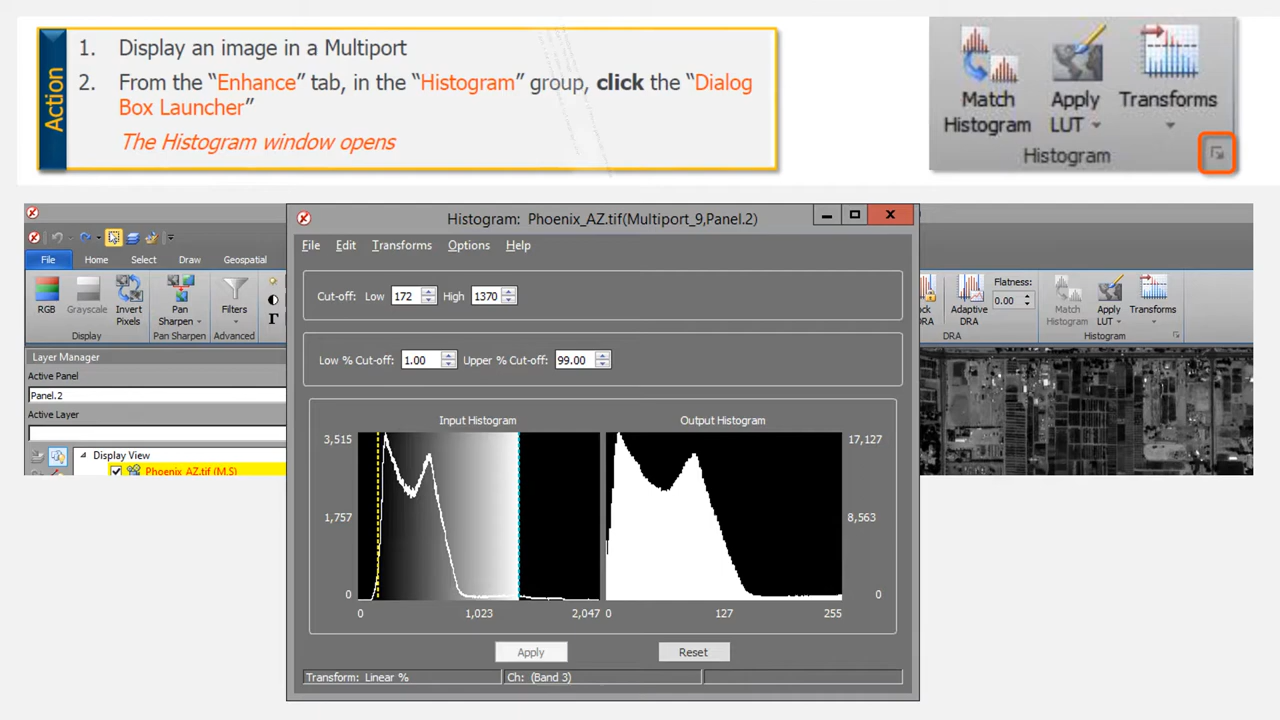 Action
1. Display an image in a Multiport
2. From the “Enhance” tab, in the “Histogram” group, click the “Dialog
Box Launcher”
The Histogram window opens
Match
Histogram
Apply
LUT
Transforms
Histogram
Histogram: Phoenix_AZ.tif(Multiport_9,Panel.2)
File Edit Transforms Options Help
Cut-off: Low 172 High 1370
Low % Cut-off: 1.00 Upper % Cut-off: 99.00
Input Histogram Output Histogram
3,515 17,127
1,757 8,563
0 0
0 1,023 2,047 0 127 255
Apply Reset
Transform: Linear % Ch: (Band 3)
File Home Select Draw Geospatial
RGB
Grayscale
Invert
Pixels
Pan
Sharpen
Filters
Display Pan Sharpen Advanced
Layer Manager
Active Panel
Panel.2
Active Layer
Display View
Phoenix_AZ.tif (M,S)
Adaptive
DRA
Flatness:
0.00
DRA
Match
Histogram
Apply
LUT
Transforms
Histogram